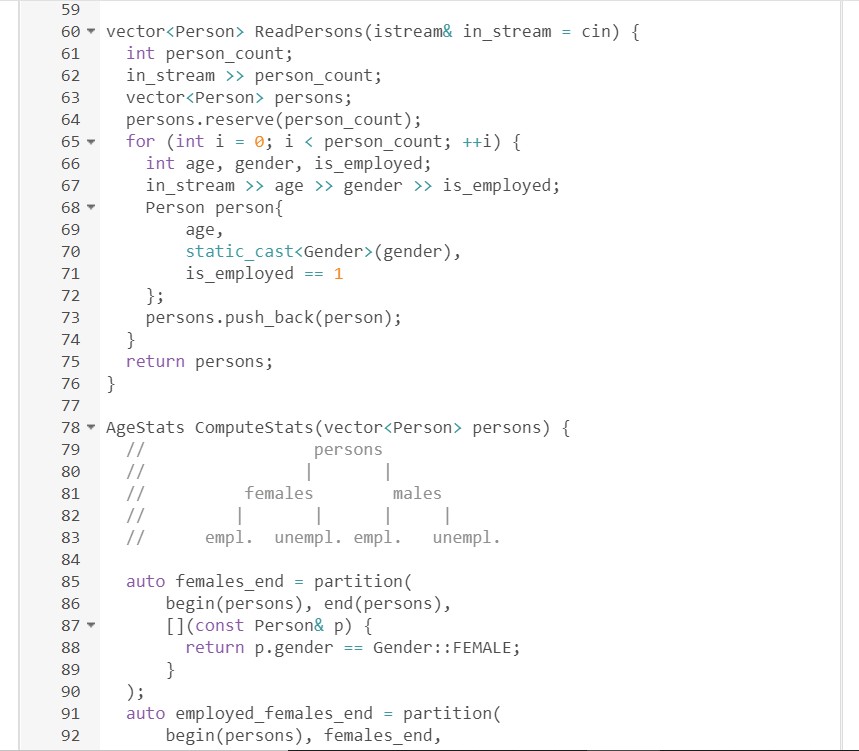 59
60 vector<Person> ReadPersons(istream& in_stream = cin) {
61   int person_count;
62   in_stream >> person_count;
63   vector<Person> persons;
64   persons.reserve(person_count);
65   for (int i = 0; i < person_count; ++i) {
66     int age, gender, is_employed;
67     in_stream >> age >> gender >> is_employed;
68     Person person{
69         age,
70         static_cast<Gender>(gender),
71         is_employed == 1
72     };
73     persons.push_back(person);
74   }
75   return persons;
76 }
77
78 AgeStats ComputeStats(vector<Person> persons) {
79   //                 persons
80   //                |       |
81   //          females        males
82   //         |       |      |     |
83   //      empl.  unempl. empl.   unempl.
84
85   auto females_end = partition(
86       begin(persons), end(persons),
87       [](const Person& p) {
88         return p.gender == Gender::FEMALE;
89       }
90   );
91   auto employed_females_end = partition(
92       begin(persons), females_end,